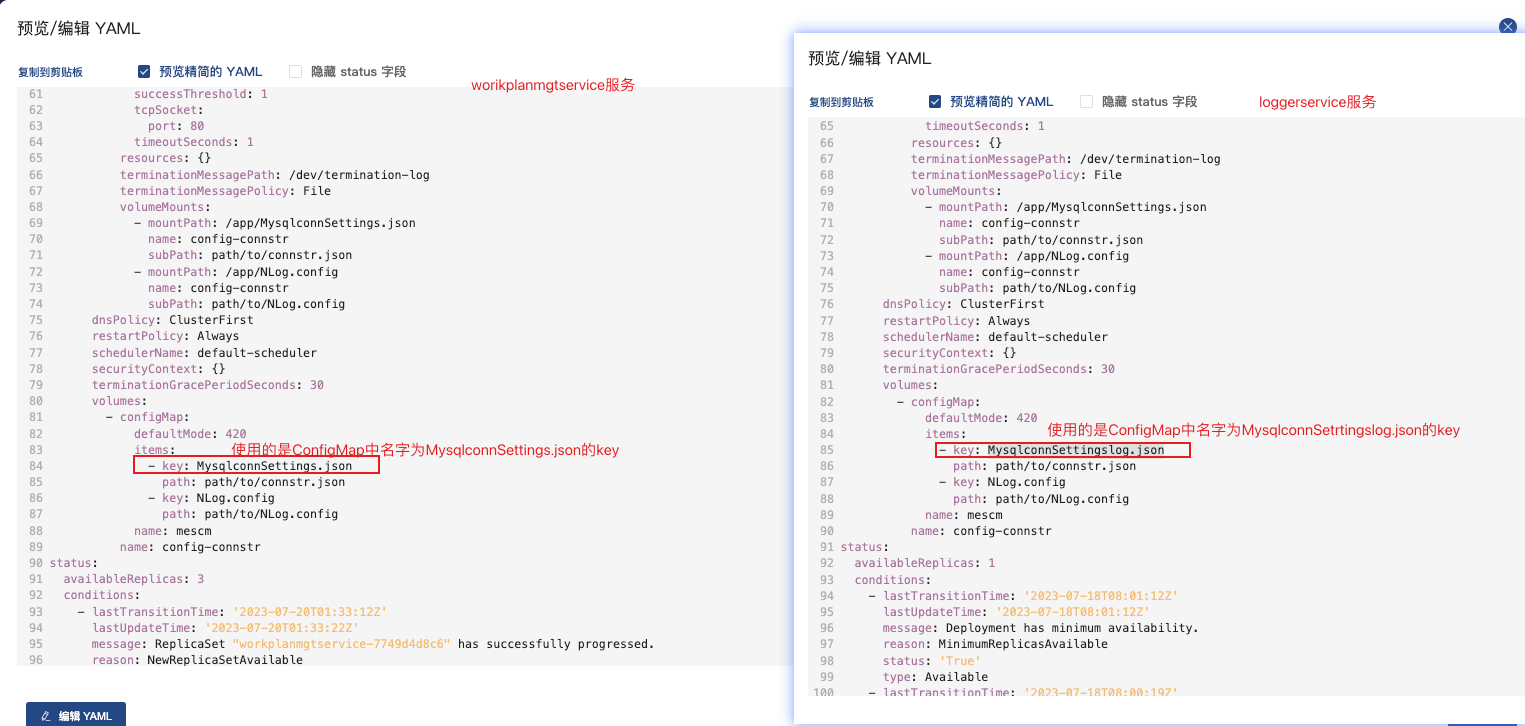 预览/编辑 YAML
复制到剪贴板 预览精简的 YAML 隐藏 status 字段
worikplanmgtservice服务
61 successThreshold: 1
62 tcpSocket:
63 port: 80
64 timeoutSeconds: 1
65 resources: {}
66 terminationMessagePath: /dev/termination-log
67 terminationMessagePolicy: File
68 volumeMounts:
69 - mountPath: /app/MysqlconnSettings.json
70 name: config-connstr
71 subPath: path/to/connstr.json
72 - mountPath: /app/NLog.config
73 name: config-connstr
74 subPath: path/to/NLog.config
75 dnsPolicy: ClusterFirst
76 restartPolicy: Always
77 schedulerName: default-scheduler
78 securityContext: {}
79 terminationGracePeriodSeconds: 30
80 volumes:
81 - configMap:
82 defaultMode: 420
83 items:
使用的是ConfigMap中名字为MysqlconnSettings.json的key
84 - key: MysqlconnSettings.json
85 path: path/to/connstr.json
86 - key: NLog.config
87 path: path/to/NLog.config
88 name: mescm
89 name: config-connstr
90 status:
91 availableReplicas: 3
92 conditions:
93 - lastTransitionTime: '2023-07-20T01:33:12Z'
94 lastUpdateTime: '2023-07-20T01:33:22Z'
95 message: ReplicaSet "workplanmgtservice-7749d4d8c6" has successfully progressed.
96 reason: NewReplicaSetAvailable
编辑 YAML
预览/编辑 YAML
复制到剪贴板 预览精简的 YAML 隐藏 status 字段
loggerservice服务
65 timeoutSeconds: 1
66 resources: {}
67 terminationMessagePath: /dev/termination-log
68 terminationMessagePolicy: File
69 volumeMounts:
70 - mountPath: /app/MysqlconnSettings.json
71 name: config-connstr
72 subPath: path/to/connstr.json
73 - mountPath: /app/NLog.config
74 name: config-connstr
75 subPath: path/to/NLog.config
76 dnsPolicy: ClusterFirst
77 restartPolicy: Always
78 schedulerName: default-scheduler
79 securityContext: {}
80 terminationGracePeriodSeconds: 30
81 volumes:
82 - configMap:
83 defaultMode: 420
84 items:
使用的是ConfigMap中名字为MysqlconnSetrtingslog.json的key
85 - key: MysqlconnSettingslog.json
86 path: path/to/connstr.json
87 - key: NLog.config
88 path: path/to/NLog.config
89 name: mescm
90 name: config-connstr
91 status:
92 availableReplicas: 1
93 conditions:
94 - lastTransitionTime: '2023-07-18T08:01:12Z'
95 lastUpdateTime: '2023-07-18T08:01:12Z'
96 message: Deployment has minimum availability.
97 reason: MinimumReplicasAvailable
98 status: 'True'
99 type: Available
100 - lastTransitionTime: '2023-07-18T08:00:19Z'